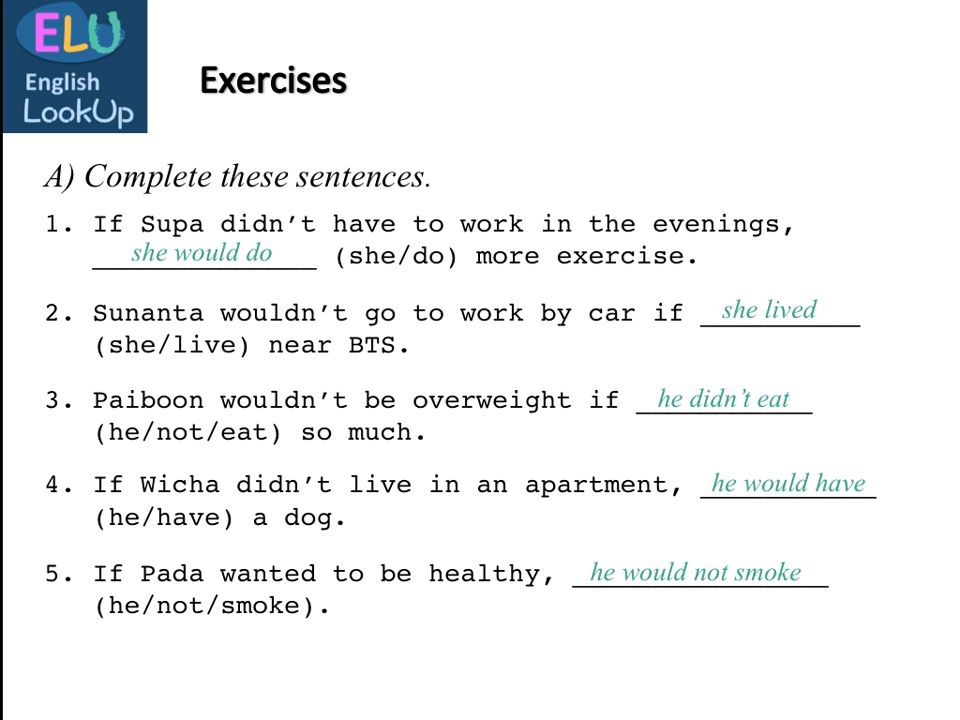 ELU
English
LookUp
Exercises
A) Complete these sentences.
1. If Supa didn’t have to work in the evenings,
she would do (she/do) more exercise.
2. Sunanta wouldn’t go to work by car if she lived
(she/live) near BTS.
3. Paiboon wouldn’t be overweight if he didn’t eat
(he/not/eat) so much.
4. If Wicha didn’t live in an apartment, he would have
(he/have) a dog.
5. If Pada wanted to be healthy, he would not smoke
(he/not/smoke).